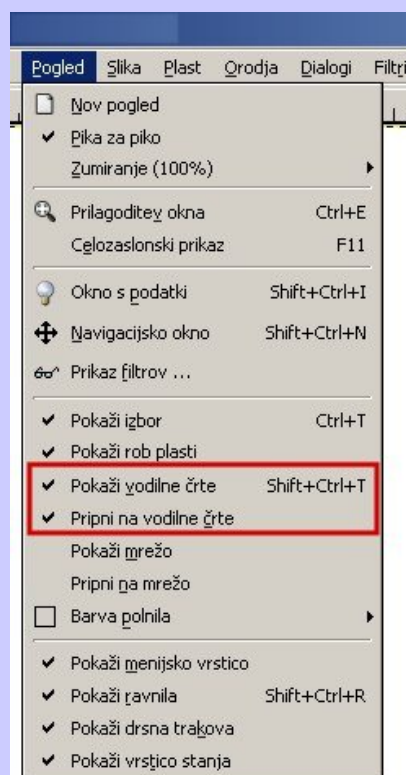 Pogled Slika Plast Orodja Dialogi Filtri
Nov pogled
Pika za piko
Zumiranje (100%)
Prilagoditev okna Ctrl+E
Celozaslonski prikaz F11
Okno s podatki Shift+Ctrl+I
Navigacijsko okno Shift+Ctrl+N
Prikaz filtrov ...
Pokaži izbor Ctrl+T
Pokaži rob plasti
Pokaži vodilne črte Shift+Ctrl+T
Pripni na vodilne črte
Pokaži mrežo
Pripni na mrežo
Barva polnila
Pokaži menijsko vrstico
Pokaži ravnila Shift+Ctrl+R
Pokaži drsna trakova
Pokaži vrstico stanja